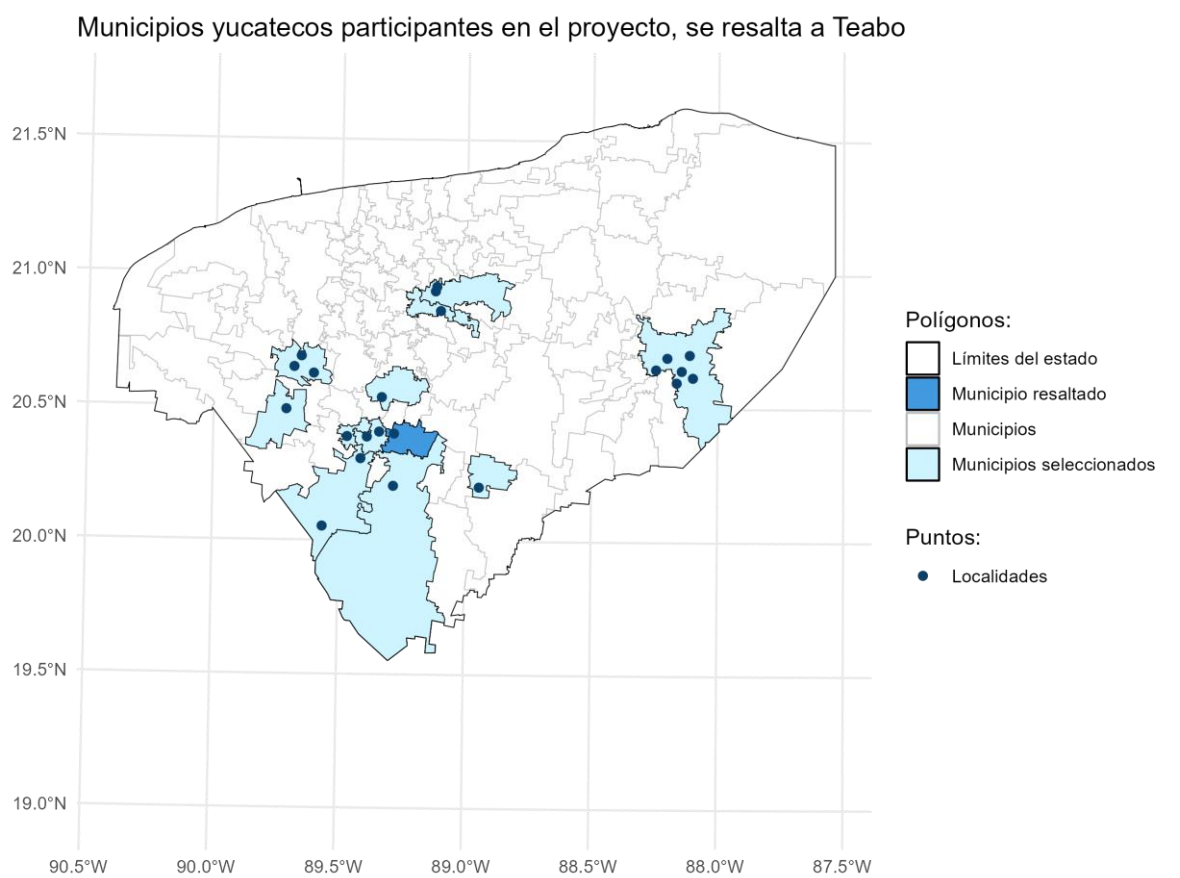 Municipios yucatecos participantes en el proyecto, se resalta a Teabo
21.5°N
21.0°N
20.5°N
20.0°N
19.5°N
19.0°N
90.5°W
90.0°W
89.5°W
89.0°W
88.5°W
88.0°W
87.5°W
Polígonos:
Límites del estado
Municipio resaltado
Municipios
Municipios seleccionados
Puntos:
Localidades